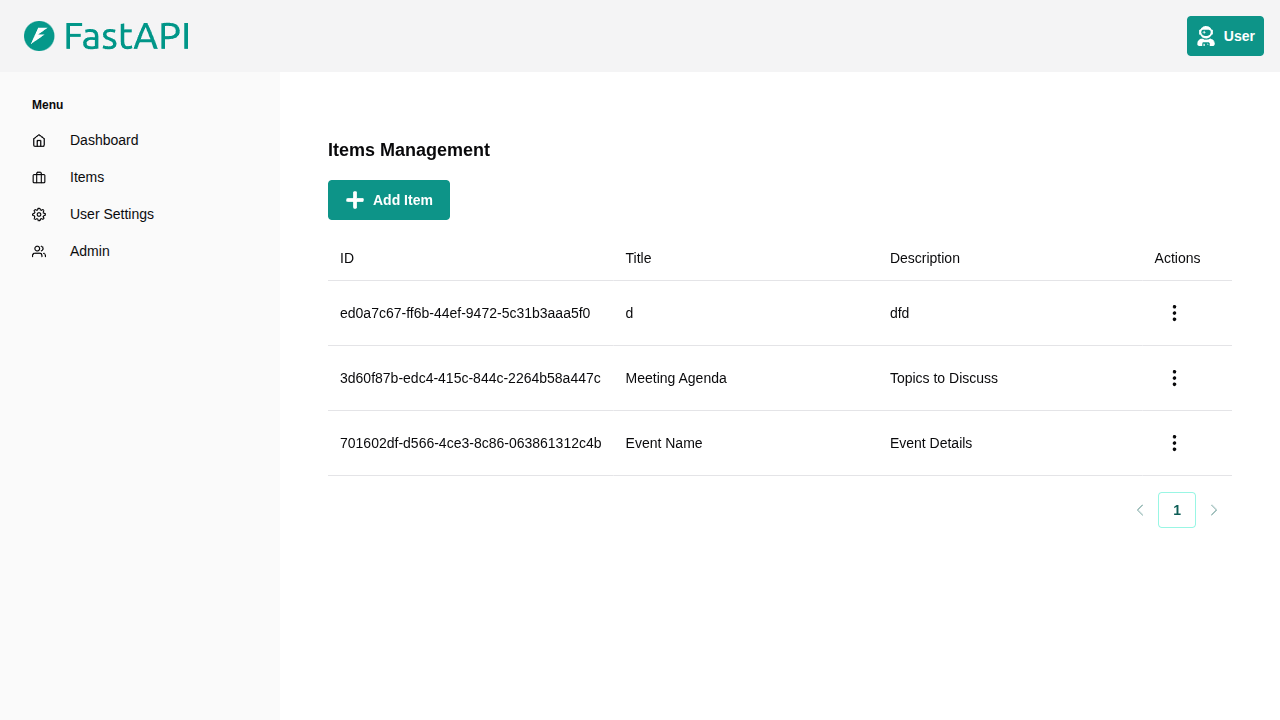 FastAPI
User
Menu
Dashboard
Items
User Settings
Admin
Items Management
Add Item
ID Title Description Actions
ed0a7c67-ff6b-44ef-9472-5c31b3aaa5f0 d dfd
3d60f87b-edc4-415c-844c-2264b58a447c Meeting Agenda Topics to Discuss
701602df-d566-4ce3-8c86-063861312c4b Event Name Event Details
1